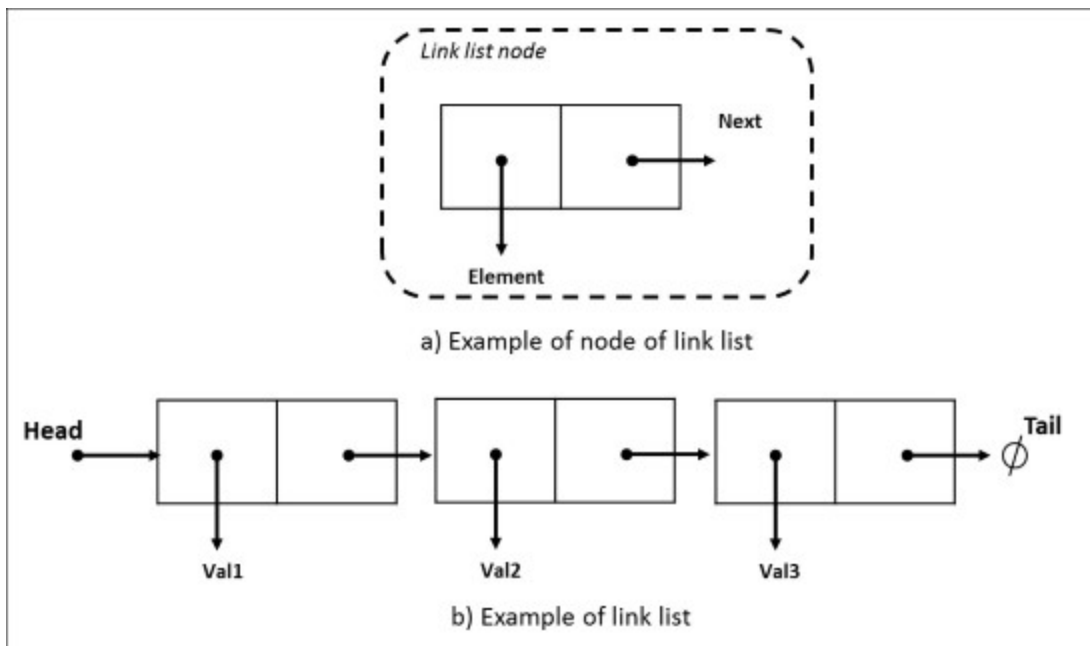 Link list node
Next
Element
a) Example of node of link list
Head
Tail
Val1
Val2
Val3
b) Example of link list